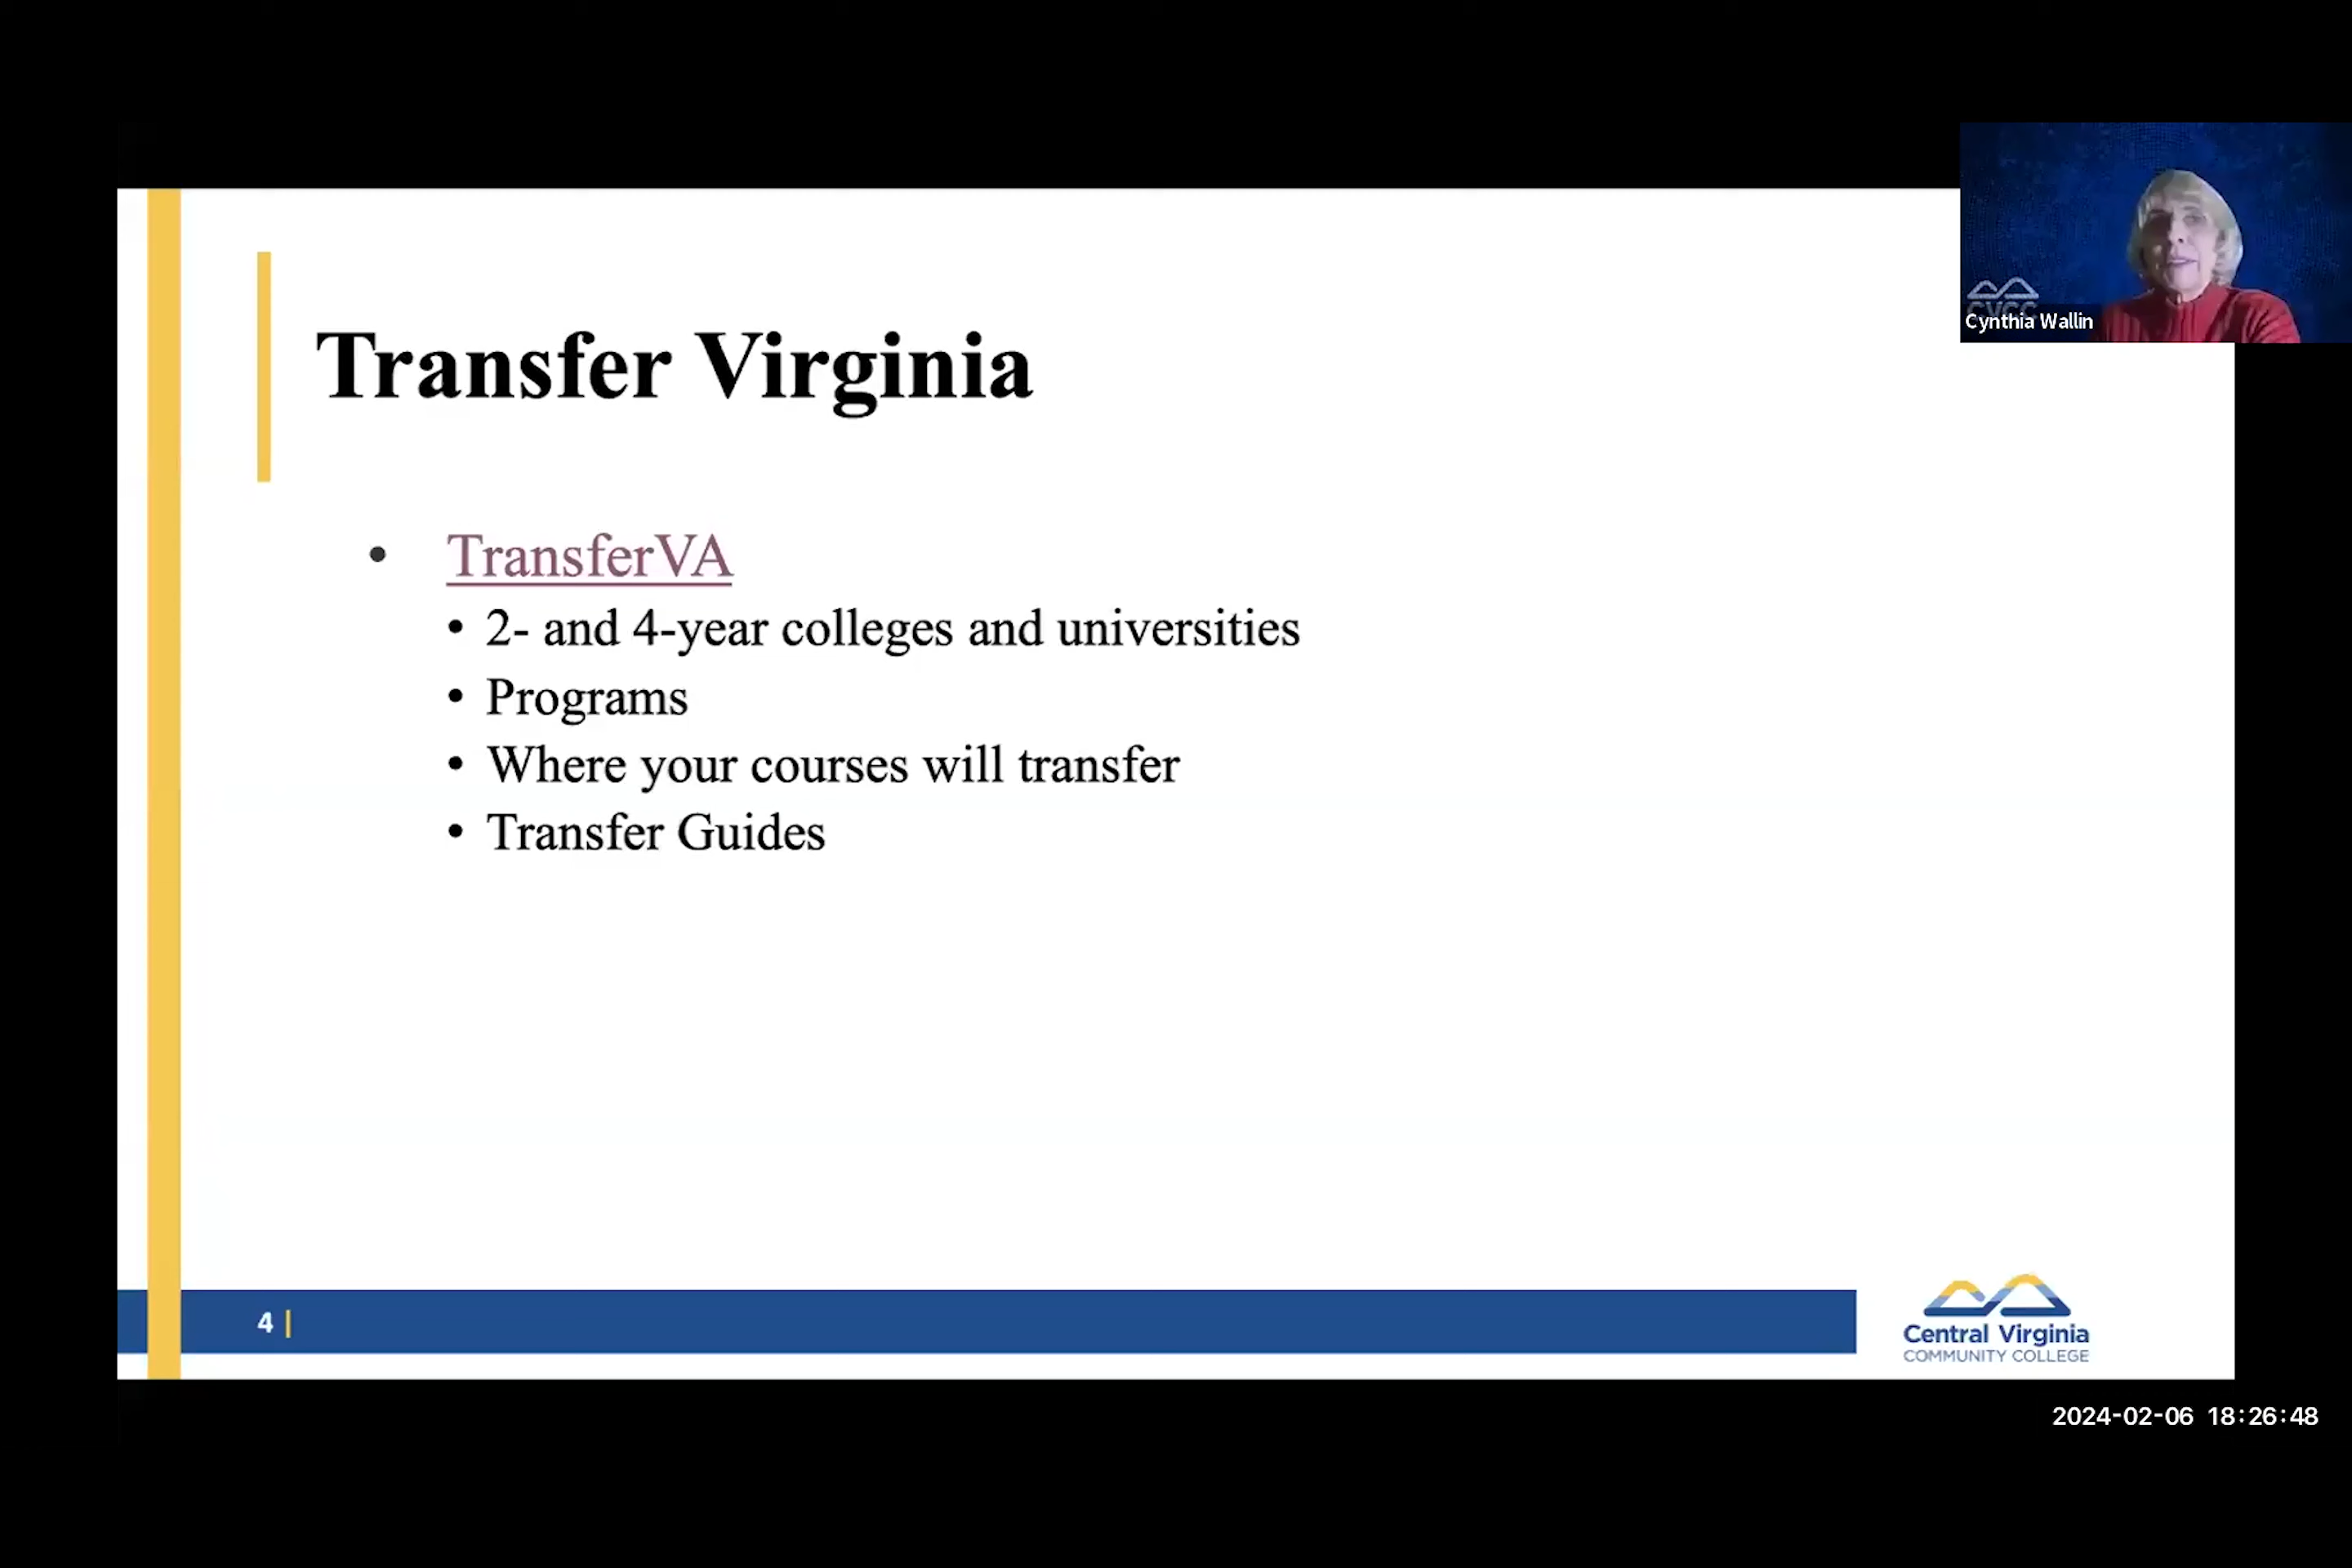 CVCC
Cynthia Wallin
Transfer Virginia
• TransferVA
• 2- and 4-year colleges and universities
• Programs
• Where your courses will transfer
• Transfer Guides
4 |
Central Virginia
COMMUNITY COLLEGE
2024-02-06 18:26:48